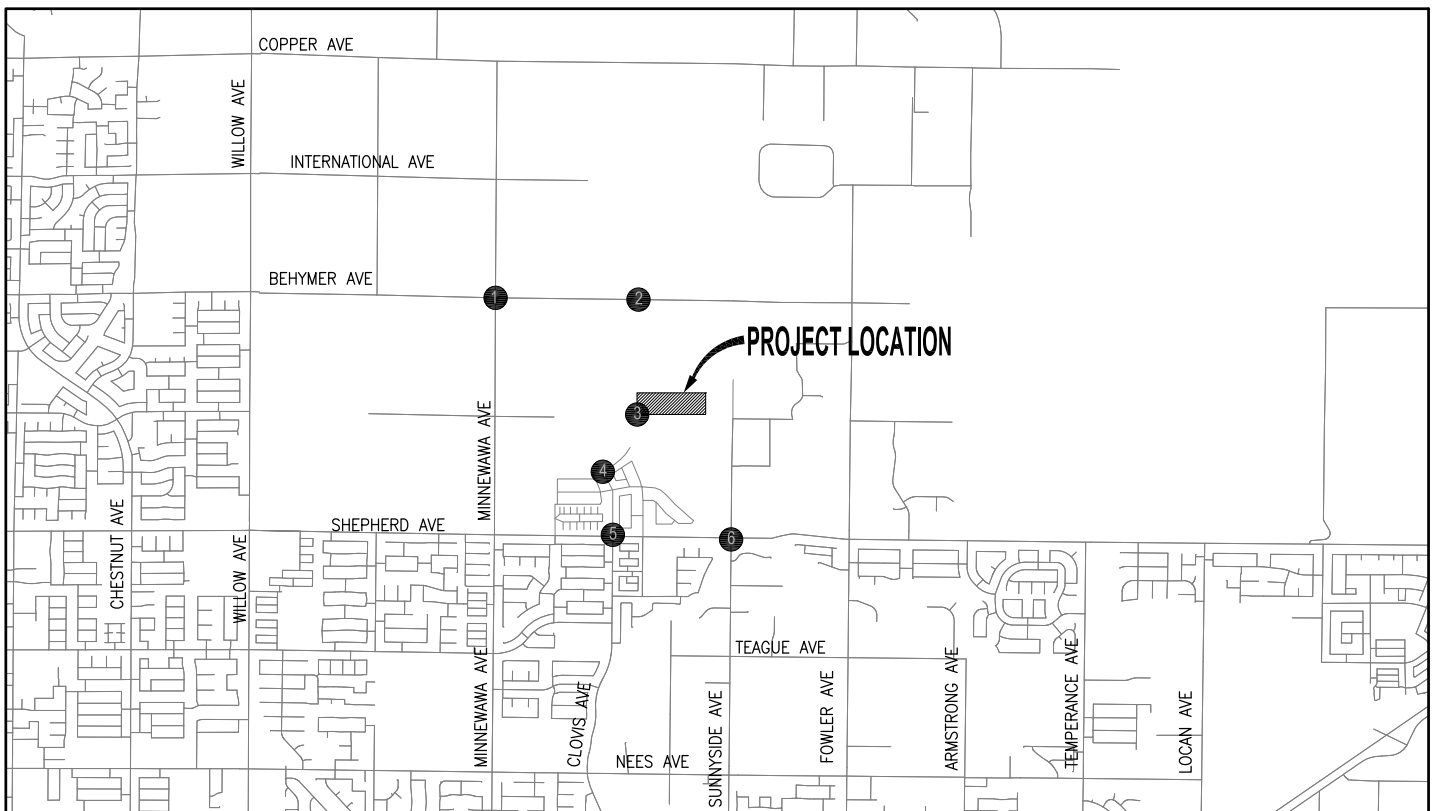 COPPER AVE
WILLOW AVE
INTERNATIONAL AVE
BEHYMER AVE
1
2
PROJECT LOCATION
3
MINNEWAWA AVE
4
CHESTNUT AVE
SHEPHERD AVE
5
6
WILLOW AVE
TEAGUE AVE
MINNEWAWA AVE
CLOVIS AVE
SUNNYSIDE AVE
FOWLER AVE
ARMSTRONG AVE
TEMPERANCE AVE
LOCAN AVE
NEES AVE